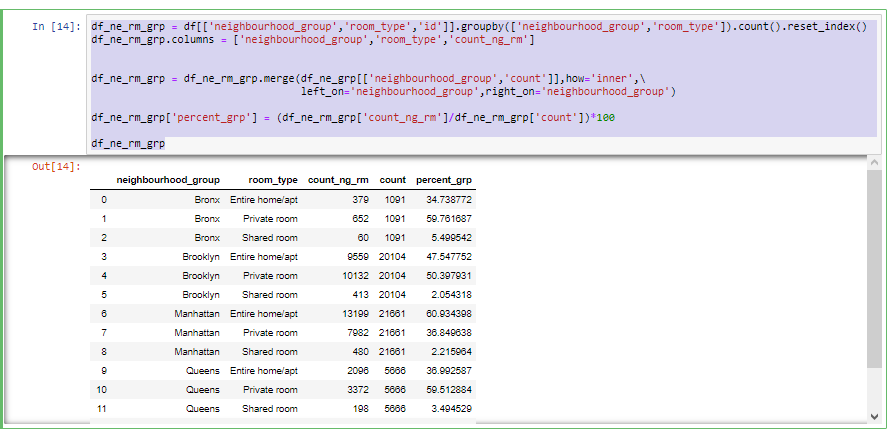 In [14]: df_ne_rm_grp = df[['neighbourhood_group','room_type','id']].groupby(['neighbourhood_group','room_type']).count().reset_index()
df_ne_rm_grp.columns = ['neighbourhood_group','room_type','count_ng_rm']
df_ne_rm_grp = df_ne_rm_grp.merge(df_ne_grp[['neighbourhood_group','count']],how='inner',\
left_on='neighbourhood_group',right_on='neighbourhood_group')
df_ne_rm_grp['percent_grp'] = (df_ne_rm_grp['count_ng_rm']/df_ne_rm_grp['count'])*100
df_ne_rm_grp
Out[14]:
neighbourhood_group room_type count_ng_rm count percent_grp
0 Bronx Entire home/apt 379 1091 34.738772
1 Bronx Private room 652 1091 59.761687
2 Bronx Shared room 60 1091 5.499542
3 Brooklyn Entire home/apt 9559 20104 47.547752
4 Brooklyn Private room 10132 20104 50.397931
5 Brooklyn Shared room 413 20104 2.054318
6 Manhattan Entire home/apt 13199 21661 60.934398
7 Manhattan Private room 7982 21661 36.849638
8 Manhattan Shared room 480 21661 2.215964
9 Queens Entire home/apt 2096 5666 36.992587
10 Queens Private room 3372 5666 59.512884
11 Queens Shared room 198 5666 3.494529